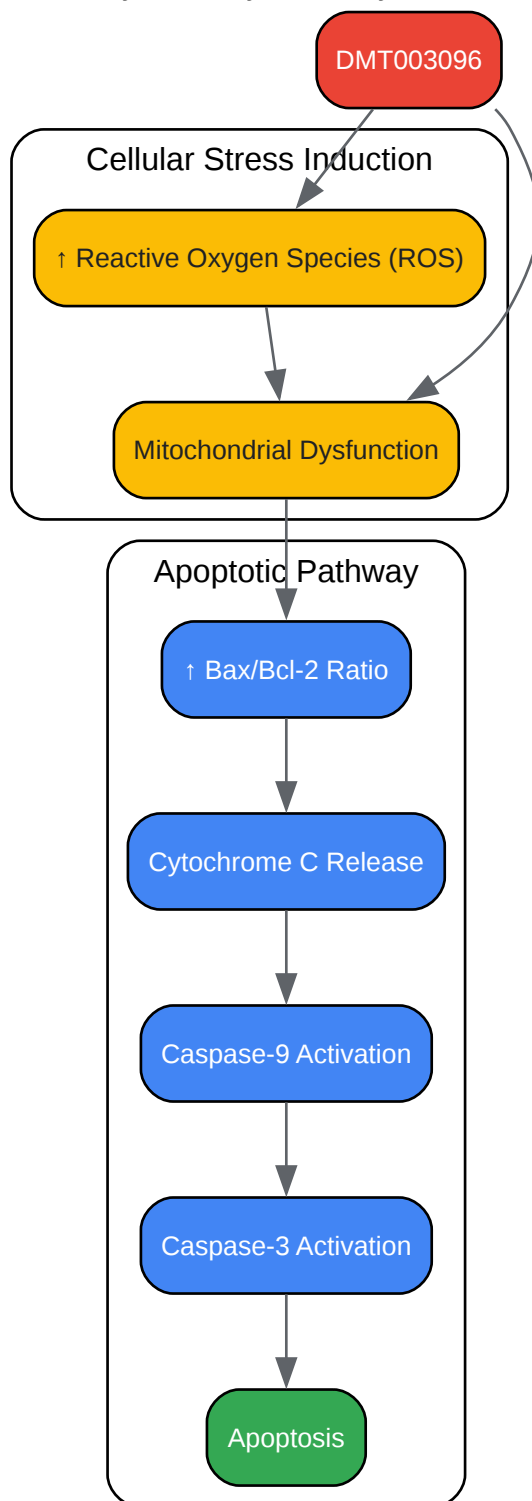 DMT003096
Cellular Stress Induction
↑ Reactive Oxygen Species (ROS)
Mitochondrial Dysfunction
Apoptotic Pathway
↑ Bax/Bcl-2 Ratio
Cytochrome C Release
Caspase-9 Activation
Caspase-3 Activation
Apoptosis